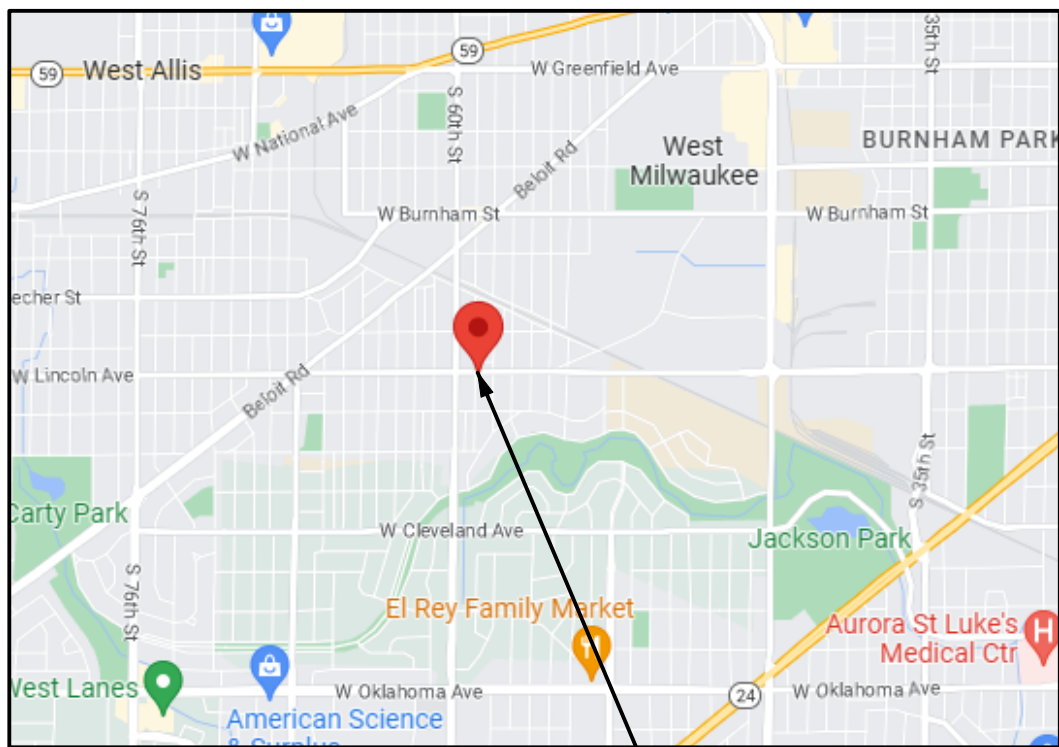 59
West Allis
59
W Greenfield Ave
35th St
W National Ave
S 60th St
Beloit Rd
West
Milwaukee
BURNHAM PARK
S 76th St
W Burnham St
W Burnham St
echer St
W Lincoln Ave
Beloit Rd
S 35th St
Carty Park
W Cleveland Ave
Jackson Park
S 76th St
El Rey Family Market
Aurora St Luke's
Medical Ctr
H
West Lanes
W Oklahoma Ave
24
W Oklahoma Ave
American Science
& Surplus